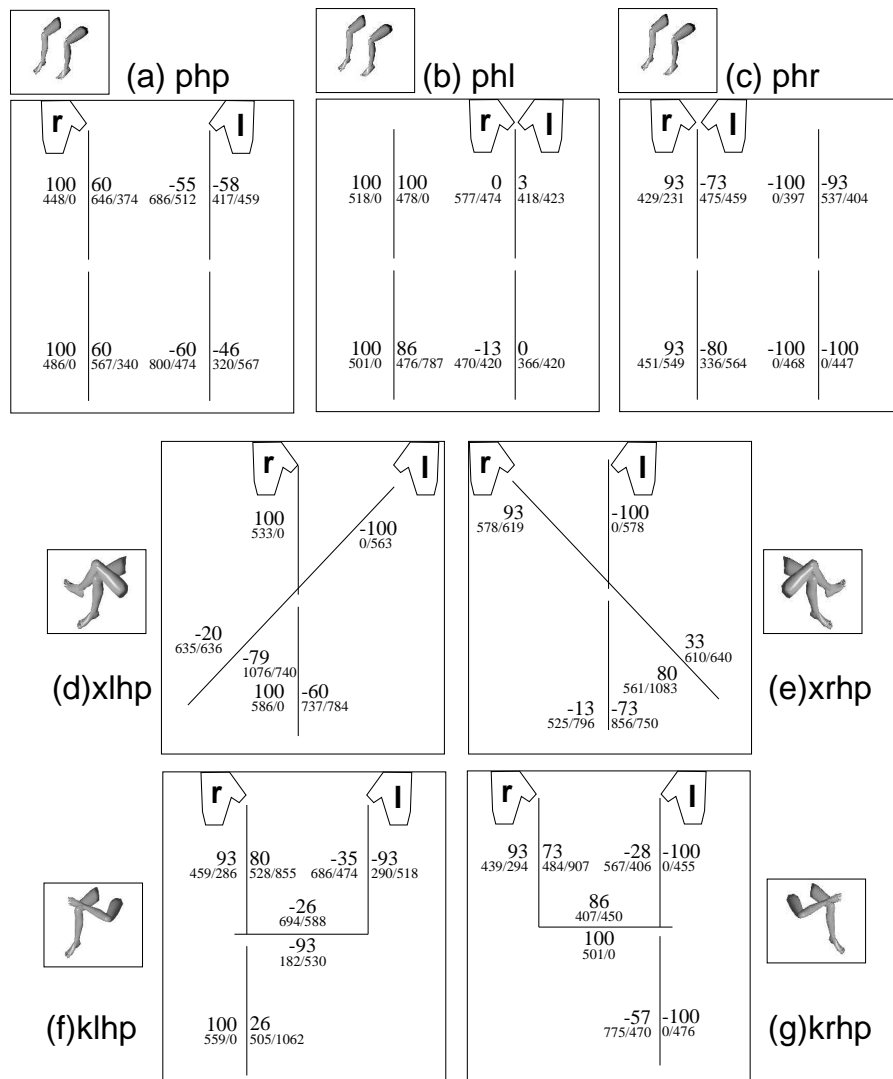 (a) php (b) phl (c) phr
r l r l r l
100 60 -55 -58 100 100 0 3 93 -73 -100 -93
448/0 646/374 686/512 417/459 518/0 478/0 577/474 418/423 429/231 475/459 0/397 537/404
100 60 -60 -46 100 86 -13 0 93 -80 -100 -100
486/0 567/340 800/474 320/567 501/0 476/787 470/420 366/420 451/549 336/564 0/468 0/447
r l r l
100 -100 93 -100
533/0 0/563 578/619 0/578
-20 33
635/636 610/640
-79 80
1076/740 561/1083
100 -60 -13 -73
586/0 737/784 525/796 856/750
(d)xlhp (e)xrhp
r l r l
93 80 -35 -93 93 73 -28 -100
459/286 528/855 686/474 290/518 439/294 484/907 567/406 0/455
-26 86
694/588 407/450
-93 100
182/530 501/0
100 26 -57 -100
559/0 505/1062 775/470 0/476
(f)klhp (g)krhp